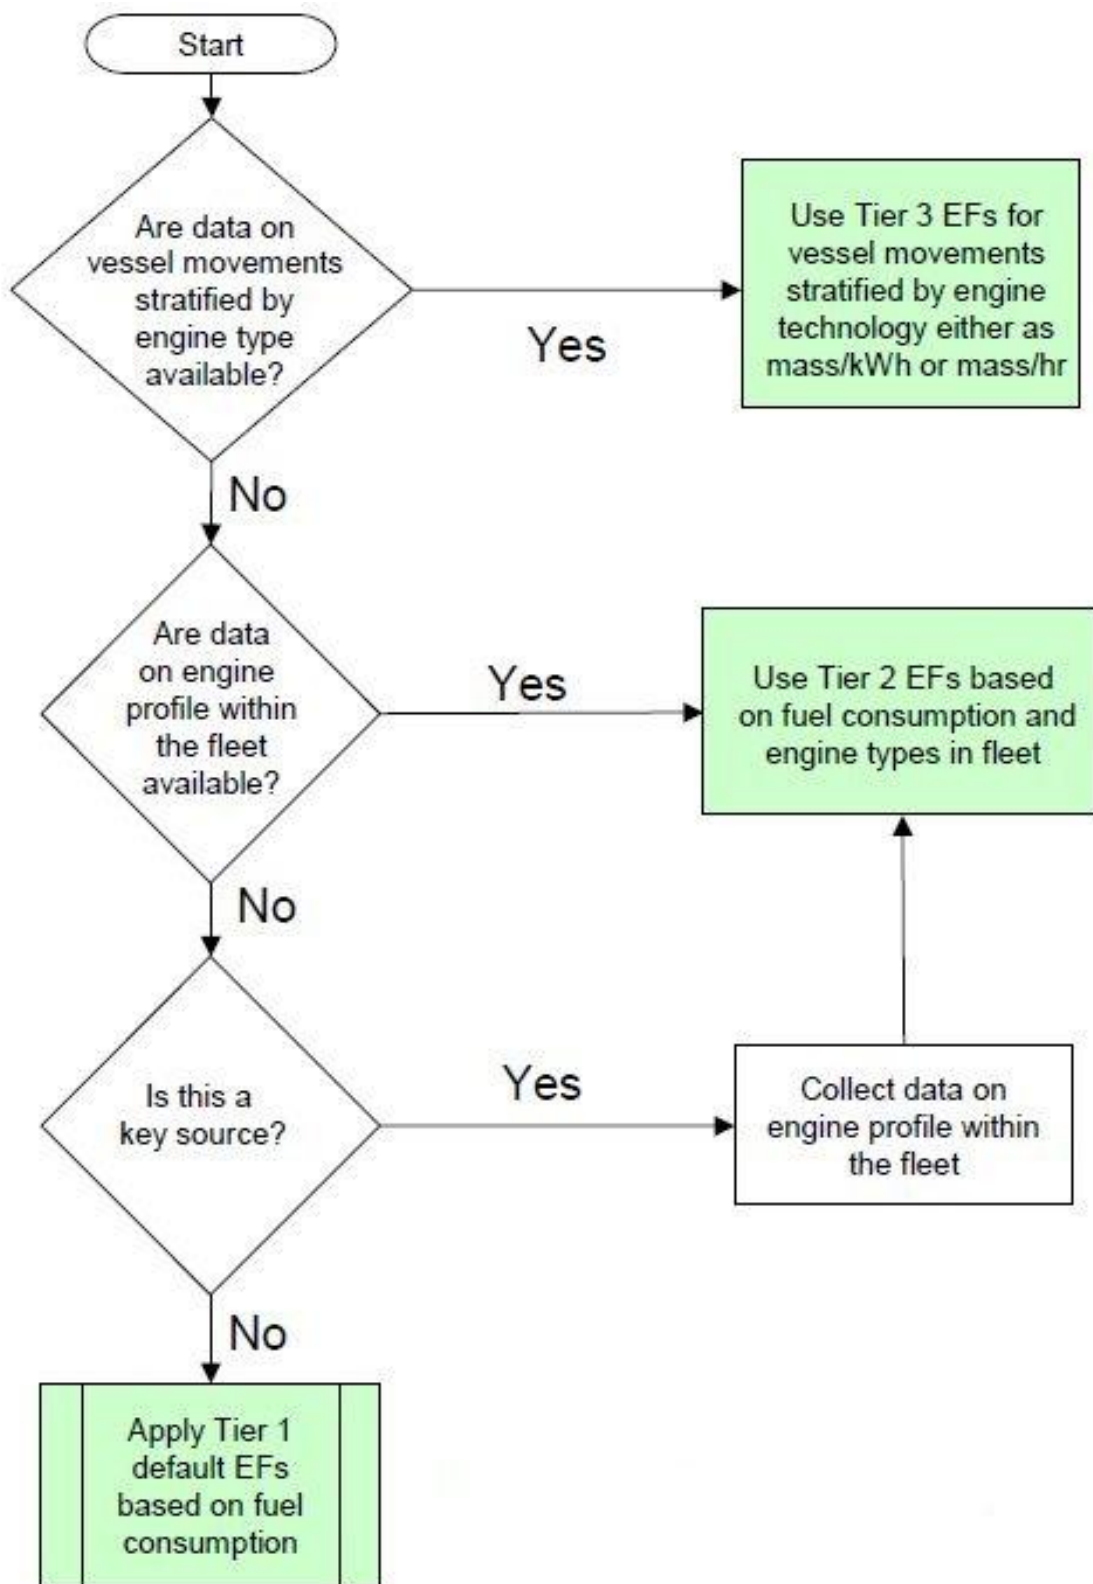 Start
Are data on
vessel movements
stratified by
engine type
available?
Yes
Use Tier 3 EFs for
vessel movements
stratified by engine
technology either as
mass/kWh or mass/hr
No
Are data
on engine
profile within
the fleet
available?
Yes
Use Tier 2 EFs based
on fuel consumption and
engine types in fleet
No
Is this a
key source?
Yes
Collect data on
engine profile within
the fleet
No
Apply Tier 1
default EFs
based on fuel
consumption